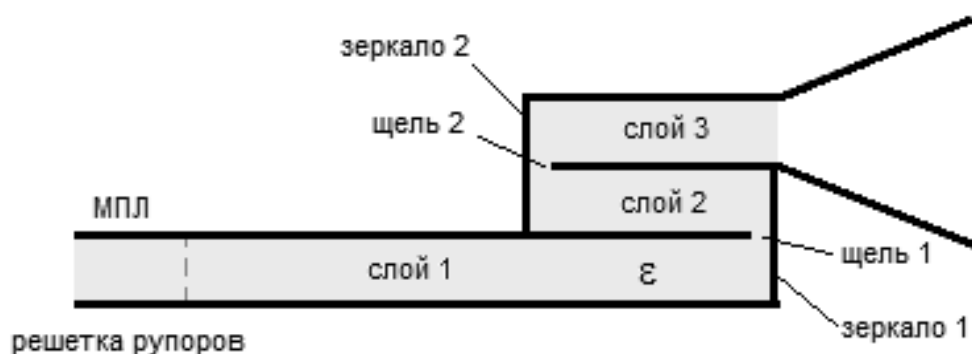 зеркало 2
щель 2
слой 3
слой 2
МПЛ
слой 1
ε
щель 1
зеркало 1
решетка рупоров